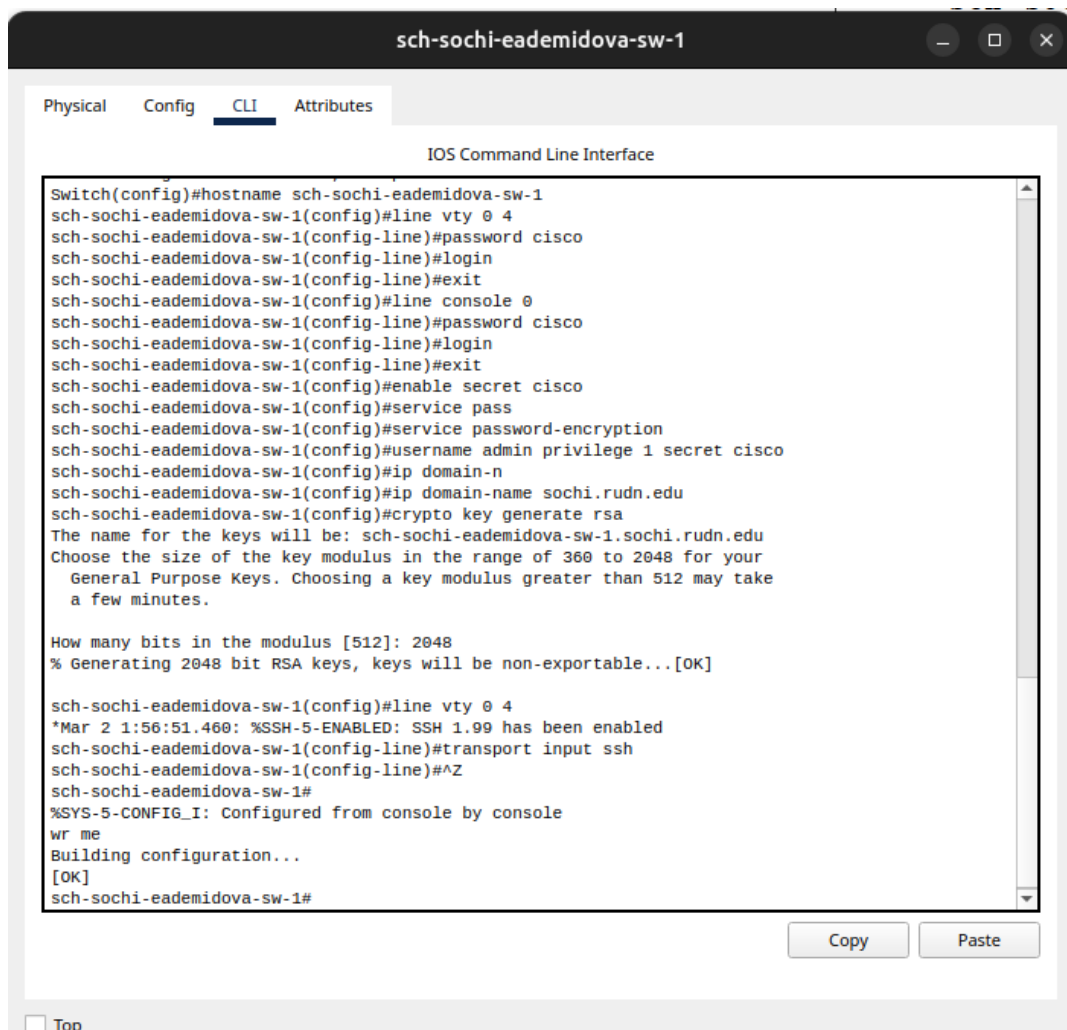 sch-sochi-eademidova-sw-1
Physical Config CLI Attributes
IOS Command Line Interface
Switch(config)#hostname sch-sochi-eademidova-sw-1
sch-sochi-eademidova-sw-1(config)#line vty 0 4
sch-sochi-eademidova-sw-1(config-line)#password cisco
sch-sochi-eademidova-sw-1(config-line)#login
sch-sochi-eademidova-sw-1(config-line)#exit
sch-sochi-eademidova-sw-1(config)#line console 0
sch-sochi-eademidova-sw-1(config-line)#password cisco
sch-sochi-eademidova-sw-1(config-line)#login
sch-sochi-eademidova-sw-1(config-line)#exit
sch-sochi-eademidova-sw-1(config)#enable secret cisco
sch-sochi-eademidova-sw-1(config)#service pass
sch-sochi-eademidova-sw-1(config)#service password-encryption
sch-sochi-eademidova-sw-1(config)#username admin privilege 1 secret cisco
sch-sochi-eademidova-sw-1(config)#ip domain-n
sch-sochi-eademidova-sw-1(config)#ip domain-name sochi.rudn.edu
sch-sochi-eademidova-sw-1(config)#crypto key generate rsa
The name for the keys will be: sch-sochi-eademidova-sw-1.sochi.rudn.edu
Choose the size of the key modulus in the range of 360 to 2048 for your
General Purpose Keys. Choosing a key modulus greater than 512 may take
a few minutes.
How many bits in the modulus [512]: 2048
% Generating 2048 bit RSA keys, keys will be non-exportable...[OK]
sch-sochi-eademidova-sw-1(config)#line vty 0 4
*Mar 2 1:56:51.460: %SSH-5-ENABLED: SSH 1.99 has been enabled
sch-sochi-eademidova-sw-1(config-line)#transport input ssh
sch-sochi-eademidova-sw-1(config-line)#^Z
sch-sochi-eademidova-sw-1#
%SYS-5-CONFIG_I: Configured from console by console
wr me
Building configuration...
[OK]
sch-sochi-eademidova-sw-1#
Copy Paste
Top